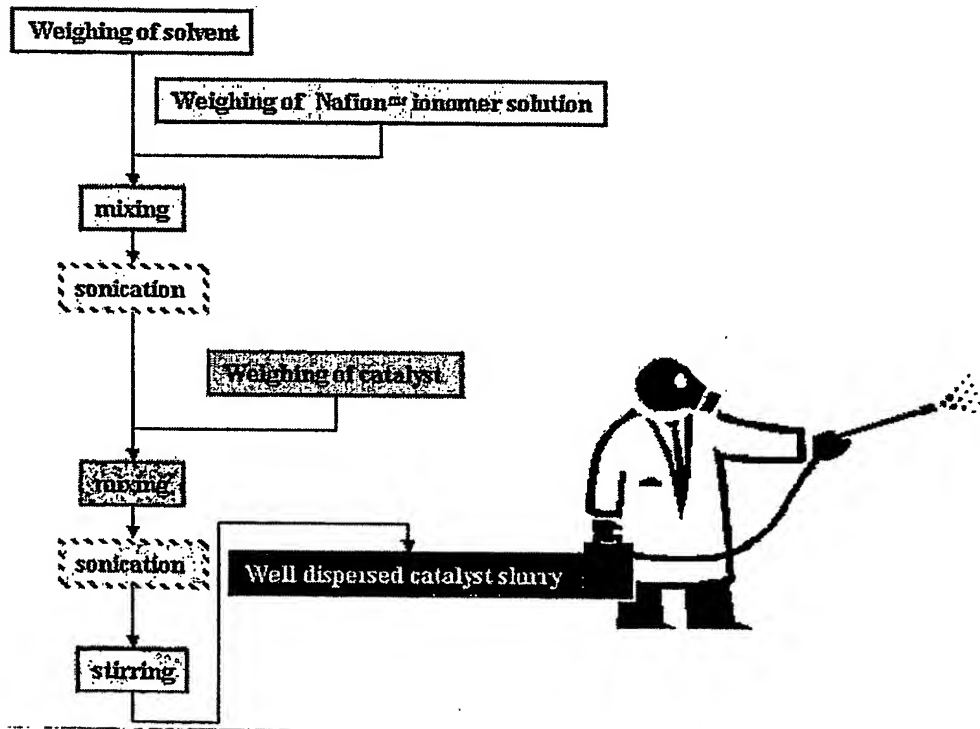 Weighing of solvent
Weighing of Nafion ionomer solution
mixing
sonication
Weighing of catalyst
mixing
sonication
stirring
Well dispersed catalyst slurry